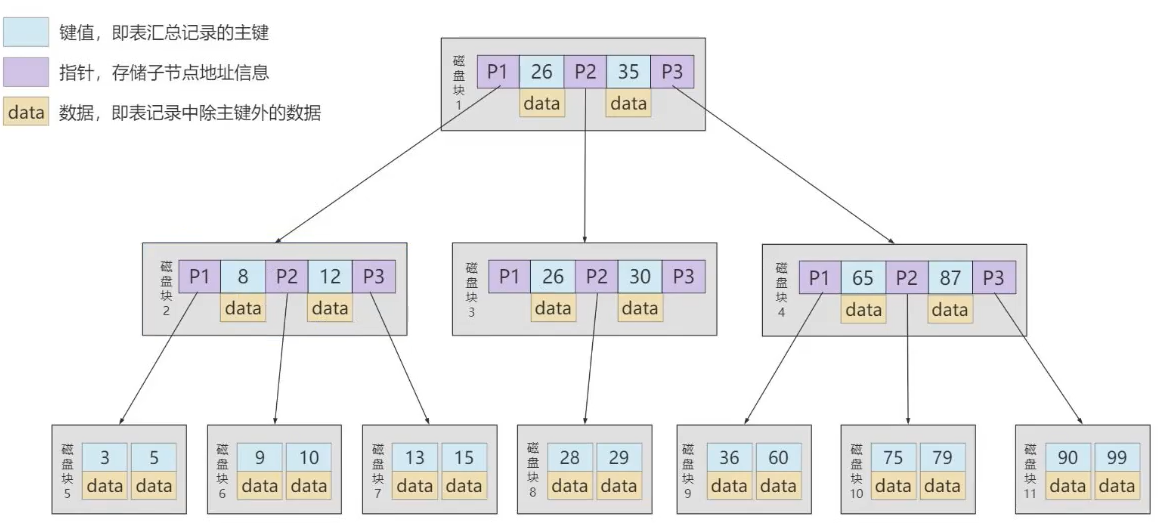 键值，即表汇总记录的主键
指针，存储子节点地址信息
data 数据，即表记录中除主键外的数据
磁盘块1
P1 26 P2 35 P3
data data
磁盘块2
P1 8 P2 12 P3
data data
磁盘块3
P1 26 P2 30 P3
data data
磁盘块4
P1 65 P2 87 P3
data data
磁盘块5
3 5
data data
磁盘块6
9 10
data data
磁盘块7
13 15
data data
磁盘块8
28 29
data data
磁盘块9
36 60
data data
磁盘块10
75 79
data data
磁盘块11
90 99
data data